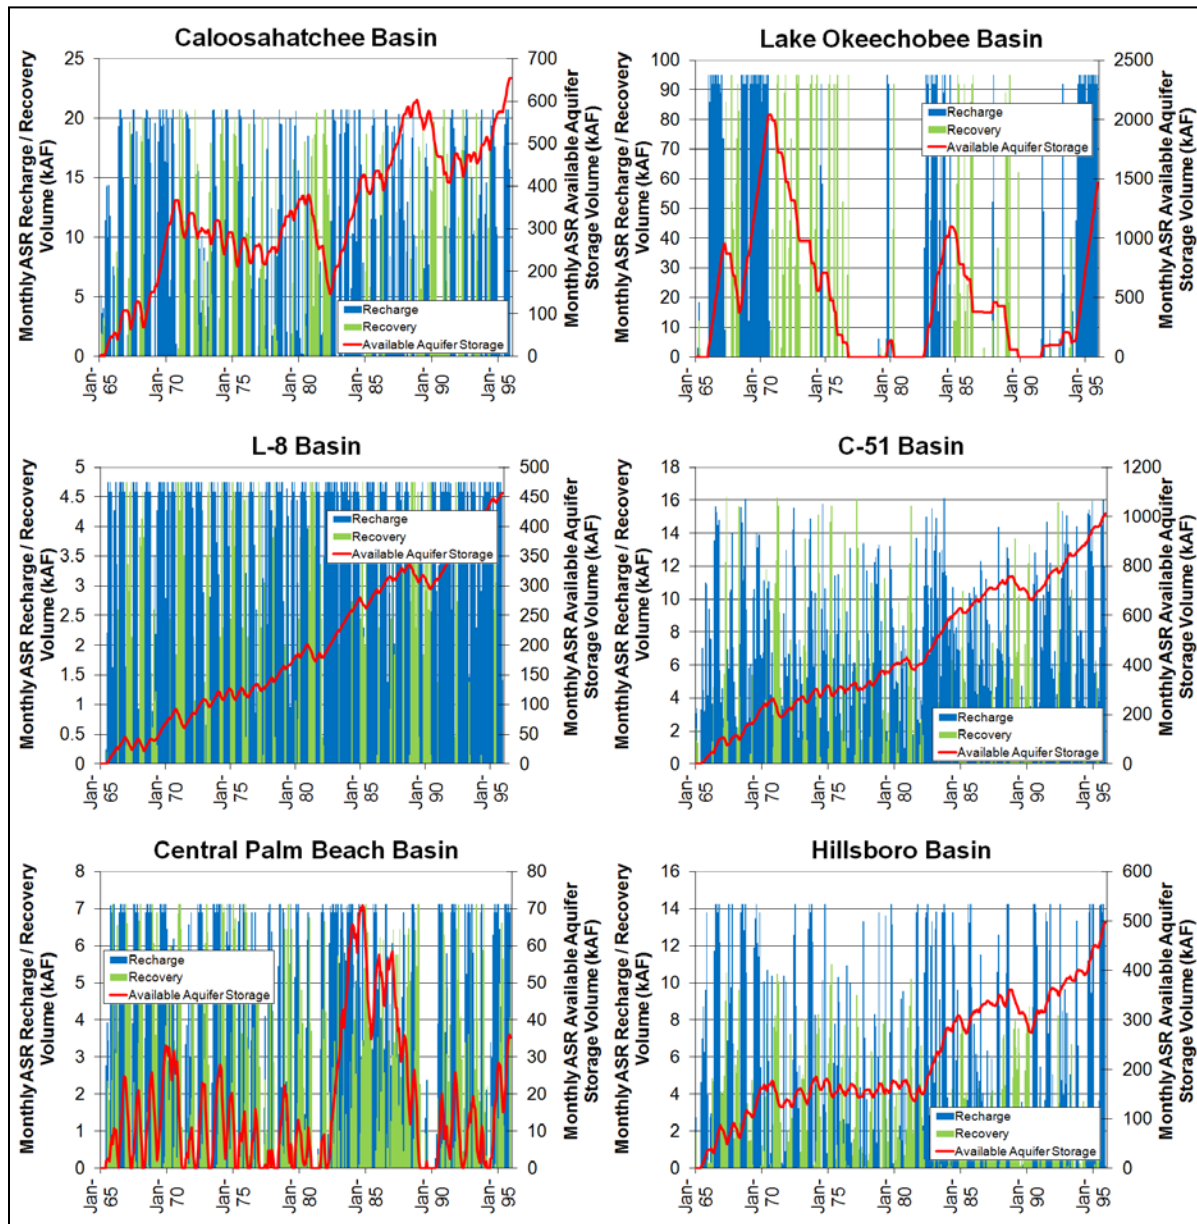 Caloosahatchee Basin
Monthly ASR Recharge / Recovery
Volume (kAF)
25
20
15
10
5
0
700
600
500
400
300
200
100
0
Monthly ASR Available Aquifer
Storage Volume (kAF)
Recharge
Recovery
Available Aquifer Storage
Jan-
65
Jan-
70
Jan-
75
Jan-
80
Jan-
85
Jan-
90
Jan-
95
Lake Okeechobee Basin
Monthly ASR Recharge / Recovery
Volume (kAF)
100
90
80
70
60
50
40
30
20
10
0
2500
2000
1500
1000
500
0
Monthly ASR Available Aquifer
Storage Volume (kAF)
Recharge
Recovery
Available Aquifer Storage
Jan-
65
Jan-
70
Jan-
75
Jan-
80
Jan-
85
Jan-
90
Jan-
95
L-8 Basin
Monthly ASR Recharge / Recovery
Volume (kAF)
5
4.5
4
3.5
3
2.5
2
1.5
1
0.5
0
500
450
400
350
300
250
200
150
100
50
0
Monthly ASR Available Aquifer
Storage Volume (kAF)
Recharge
Recovery
Available Aquifer Storage
Jan-
65
Jan-
70
Jan-
75
Jan-
80
Jan-
85
Jan-
90
Jan-
95
C-51 Basin
Monthly ASR Recharge / Recovery
Volume (kAF)
18
16
14
12
10
8
6
4
2
0
1200
1000
800
600
400
200
0
Monthly ASR Available Aquifer
Storage Volume (kAF)
Recharge
Recovery
Available Aquifer Storage
Jan-
65
Jan-
70
Jan-
75
Jan-
80
Jan-
85
Jan-
90
Jan-
95
Central Palm Beach Basin
Monthly ASR Recharge / Recovery
Volume (kAF)
8
7
6
5
4
3
2
1
0
80
70
60
50
40
30
20
10
0
Monthly ASR Available Aquifer
Storage Volume (kAF)
Recharge
Recovery
Available Aquifer Storage
Jan-
65
Jan-
70
Jan-
75
Jan-
80
Jan-
85
Jan-
90
Jan-
95
Hillsboro Basin
Monthly ASR Recharge / Recovery
Volume (kAF)
16
14
12
10
8
6
4
2
0
600
500
400
300
200
100
0
Monthly ASR Available Aquifer
Storage Volume (kAF)
Recharge
Recovery
Available Aquifer Storage
Jan-
65
Jan-
70
Jan-
75
Jan-
80
Jan-
85
Jan-
90
Jan-
95